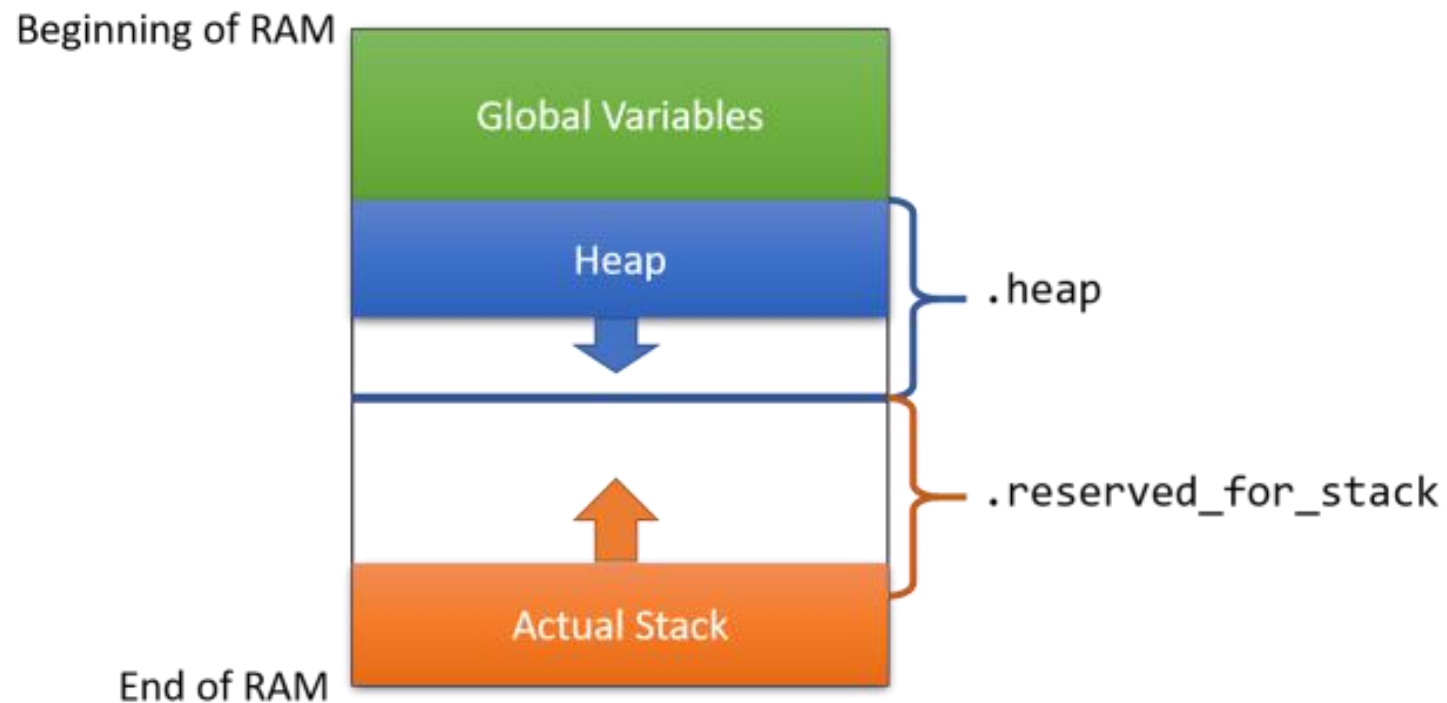 Beginning of RAM
Global Variables
Heap
.heap
.reserved_for_stack
Actual Stack
End of RAM